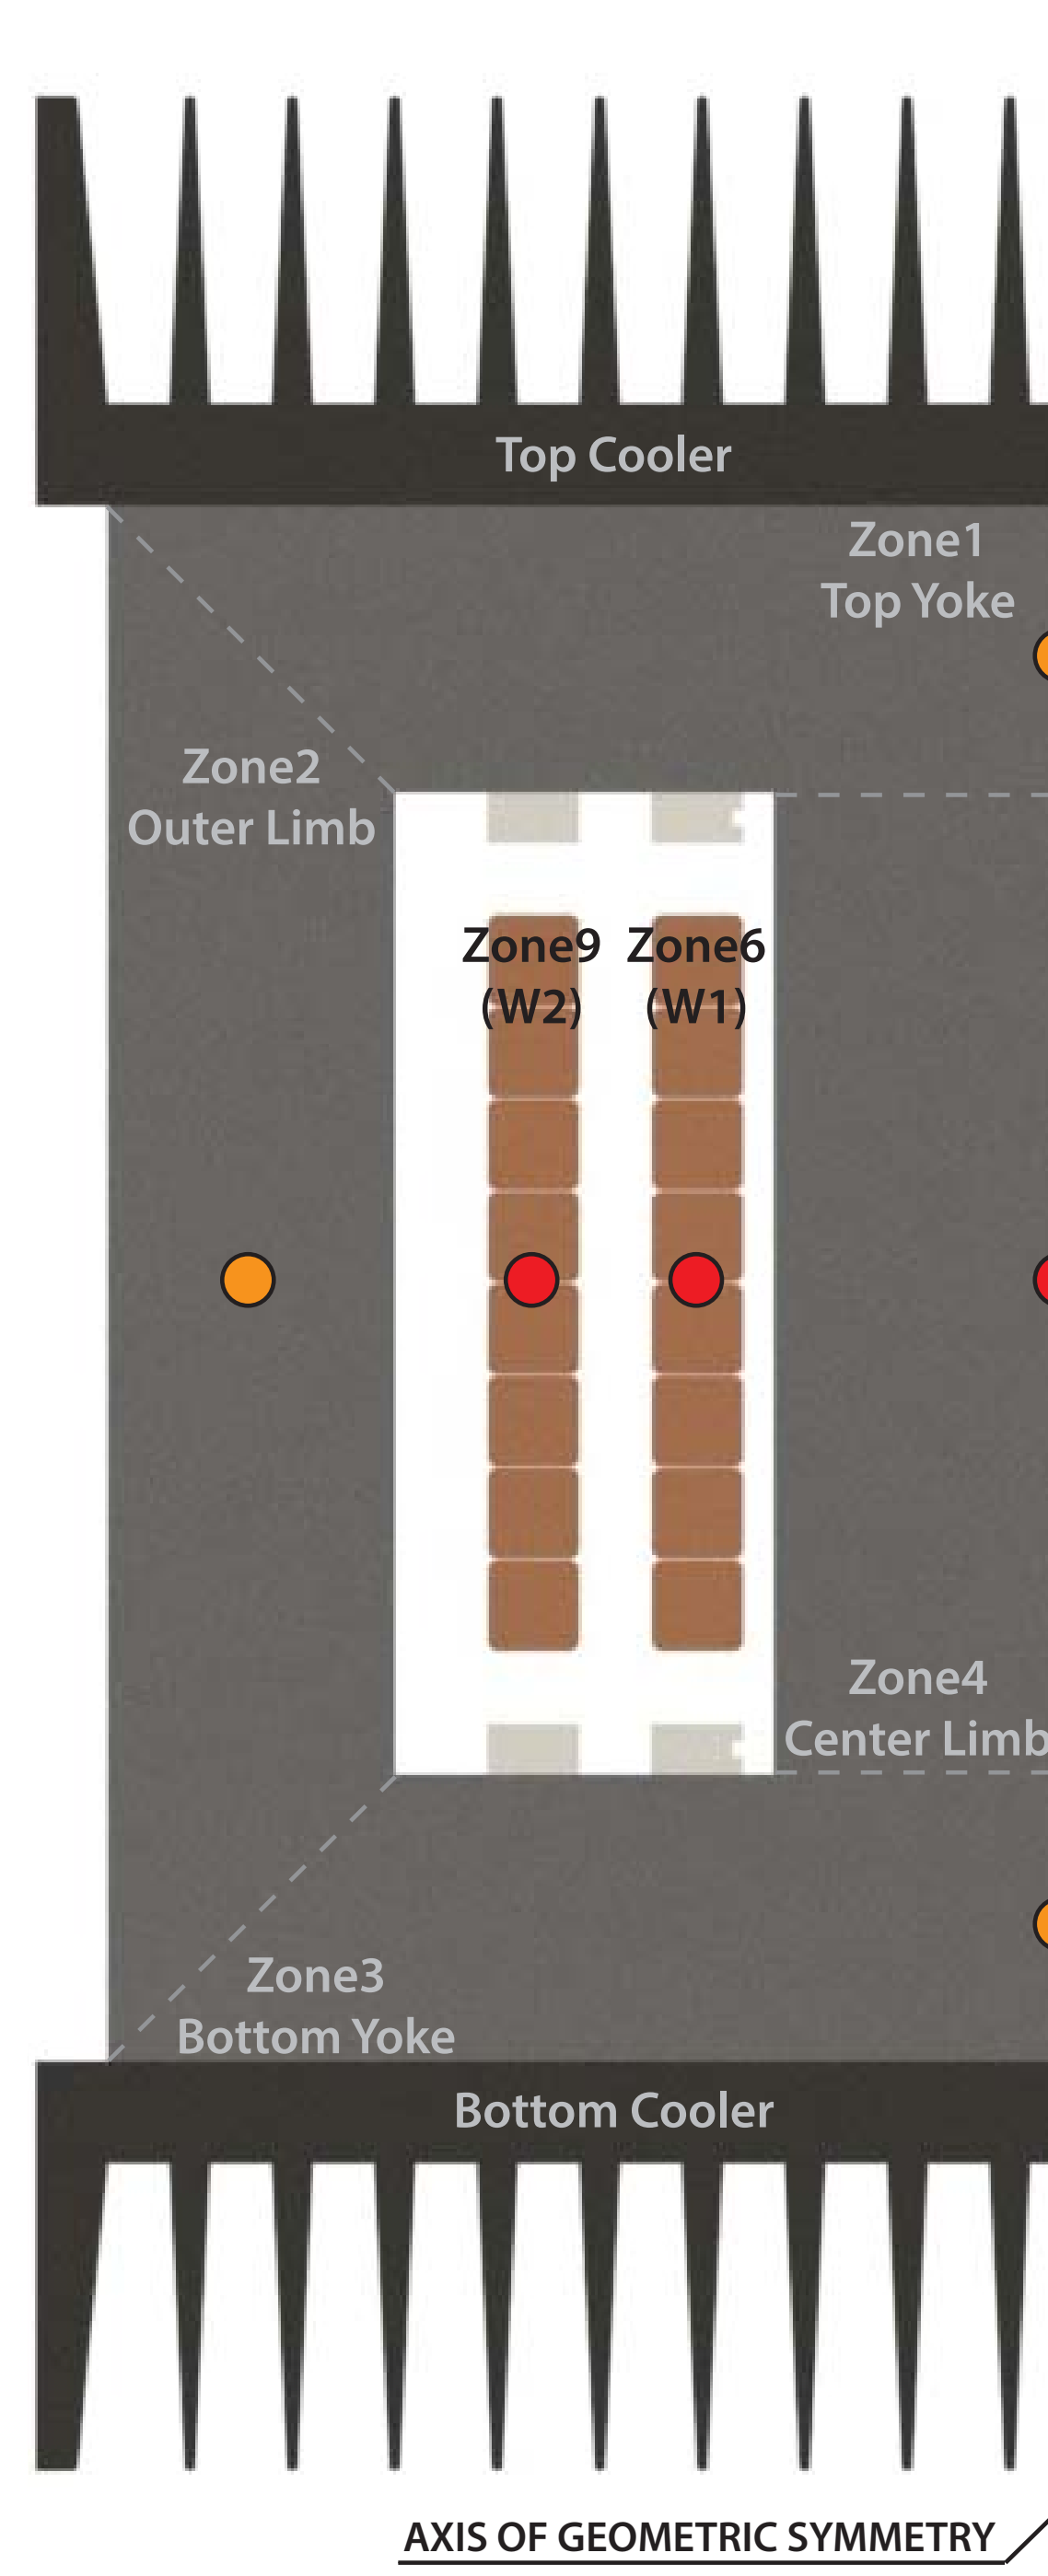 Top Cooler
Zone1
Top Yoke
Zone2
Outer Limb
Zone9 Zone6
(W2) (W1)
Zone4
Center Limb
Zone3
Bottom Yoke
Bottom Cooler
AXIS OF GEOMETRIC SYMMETRY